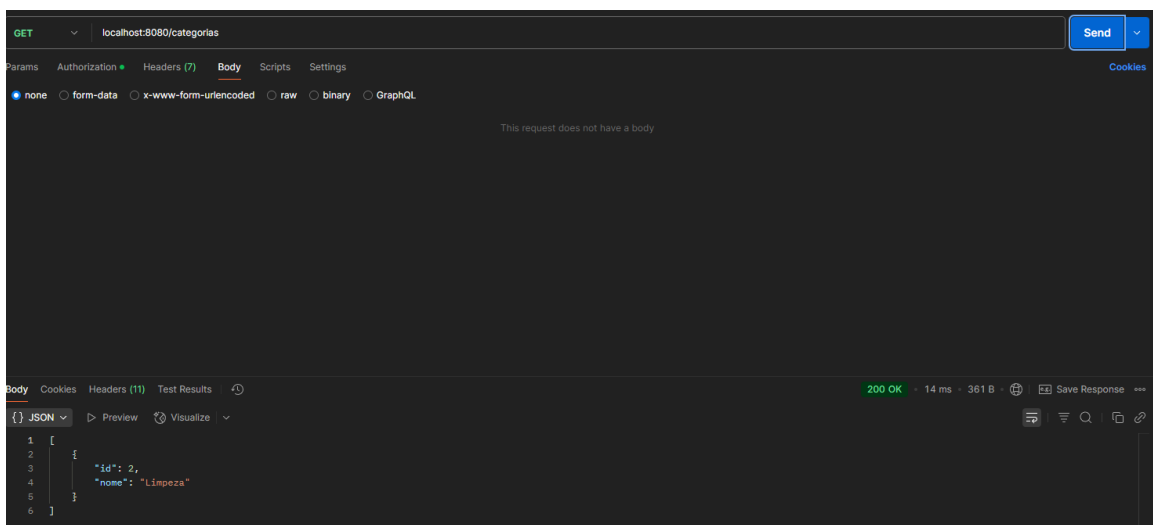 GET localhost:8080/categorias Send
Params Authorization Headers (7) Body Scripts Settings Cookies
none form-data x-www-form-urlencoded raw binary GraphQL
This request does not have a body
Body Cookies Headers (11) Test Results 200 OK • 14 ms • 361 B • e.g. Save Response
{} JSON Preview Visualize
1 [
2 {
3 "id": 2,
4 "nome": "Limpeza"
5 }
6 ]